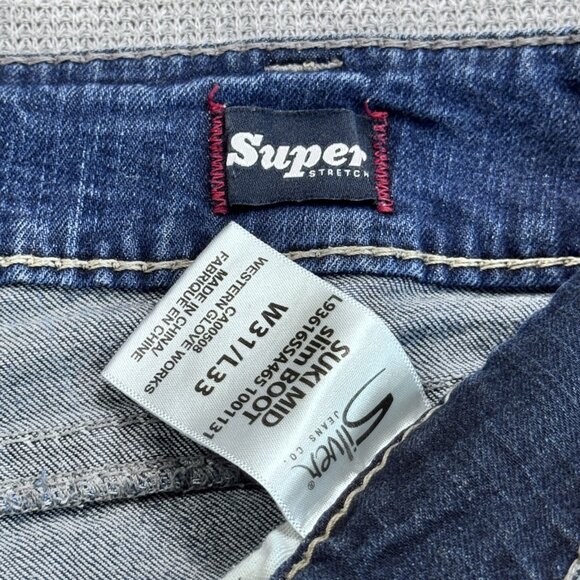 Super
STRETCH
Silver®
JEANS CO.
SUKI MID
slim BOOT
L93616SSA465 1001131
W31/L33
WESTERN GLOVE WORKS
CA00508
MADE IN CHINA/
FABRIQUE EN CHINE